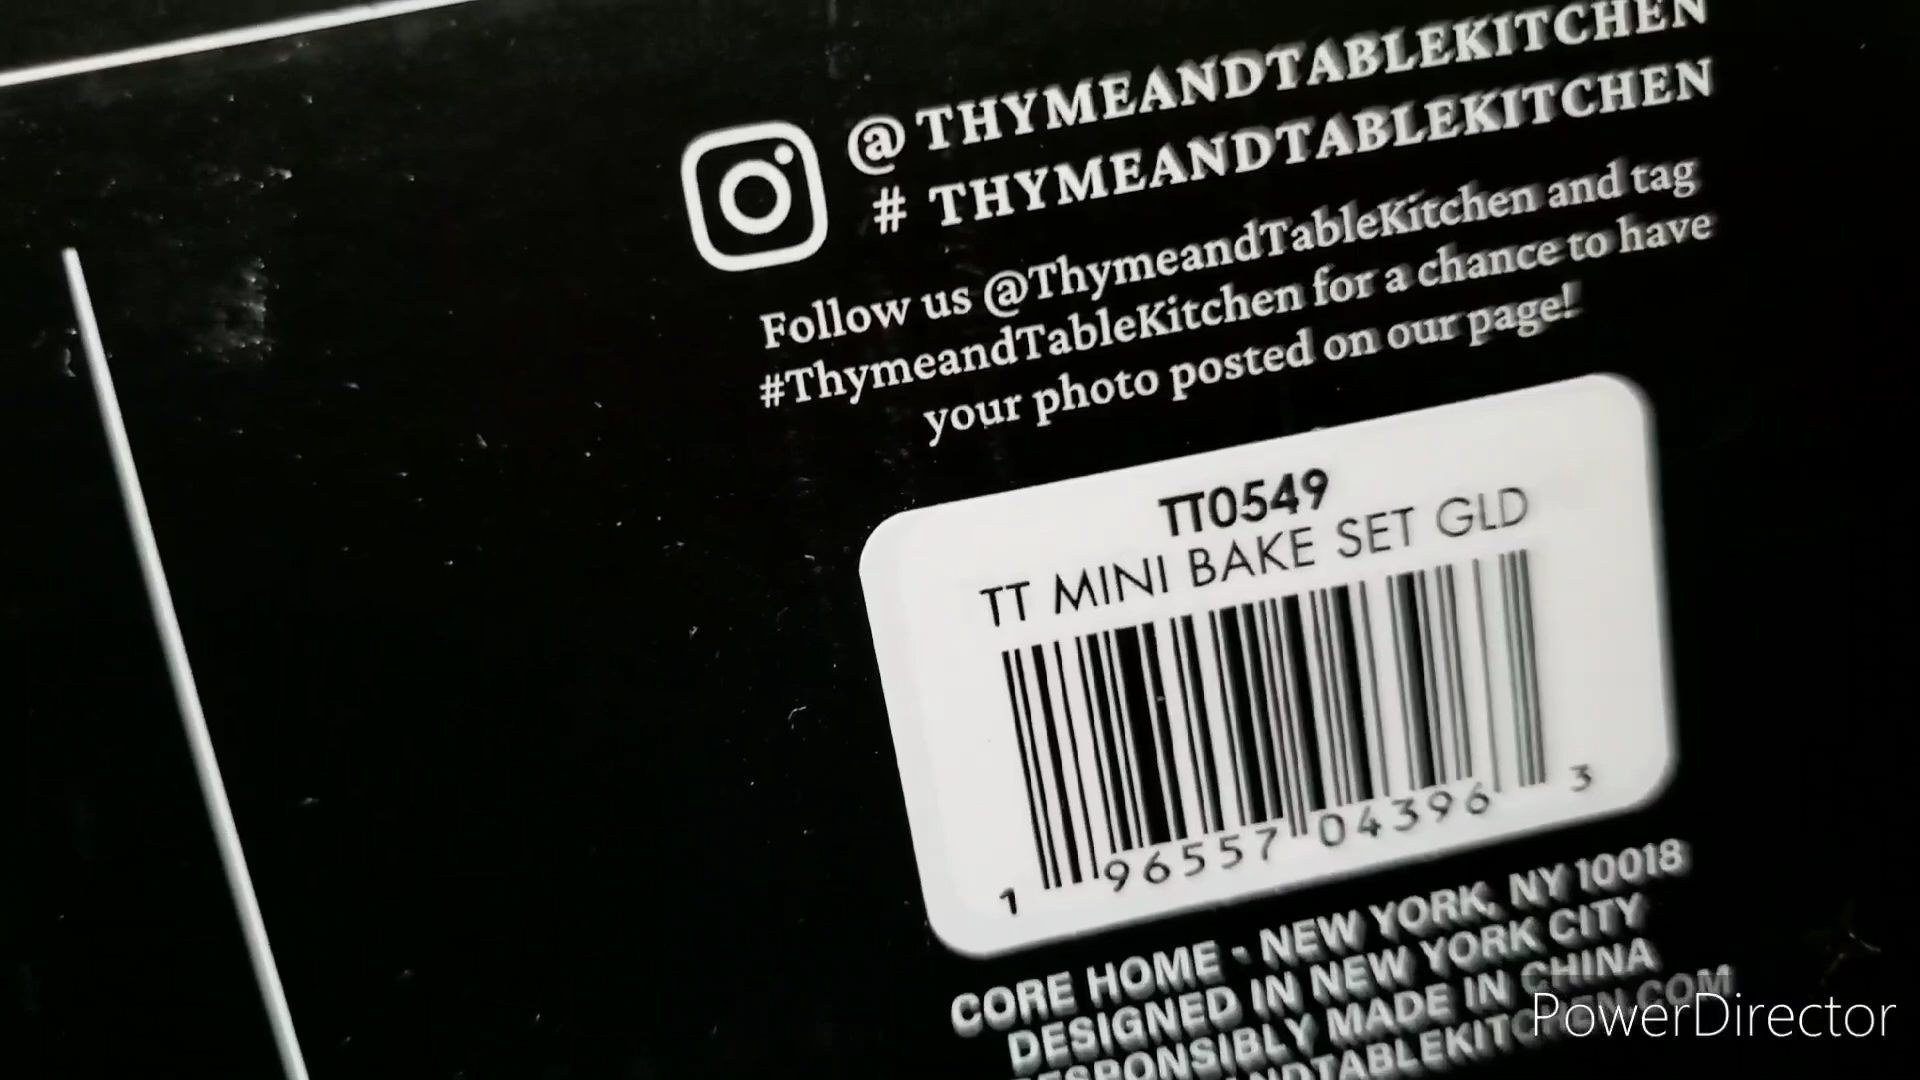 @THYMEANDTABLEKITCHEN
# THYMEANDTABLEKITCHEN
Follow us @ThymeandTableKitchen and tag
#ThymeandTableKitchen for a chance to have
your photo posted on our page!
TT0549
TT MINI BAKE SET GLD
1 96557 04396 3
CORE HOME • NEW YORK, NY 10018
DESIGNED IN NEW YORK CITY
MADE IN CHINA
PowerDirector